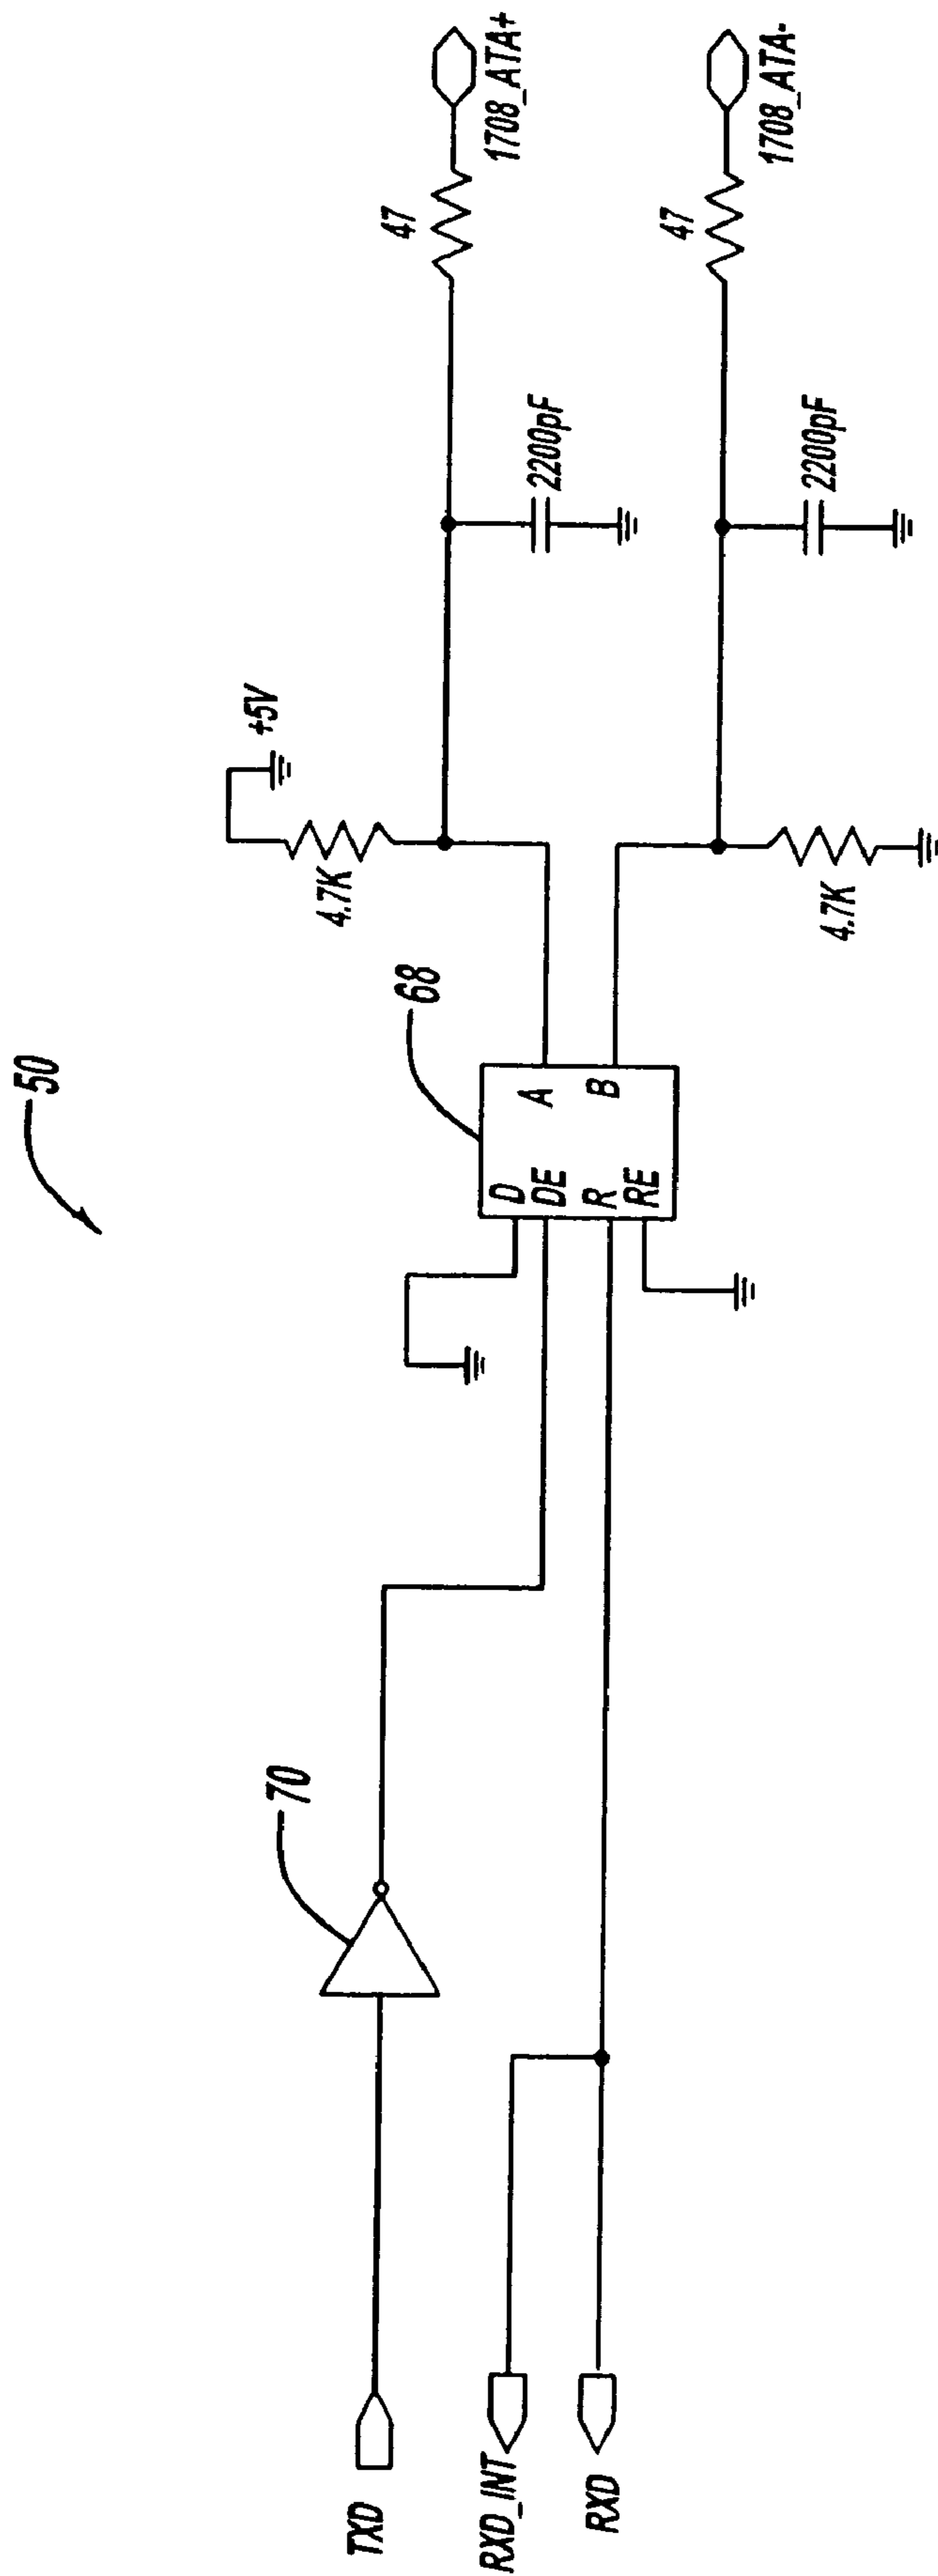 50
TXD
70
RXD_INT
RXD
68
D
DE
R
RE
A
B
4.7K
+5V
4.7K
2200pF
2200pF
47
47
1708_ATA+
1708_ATA-